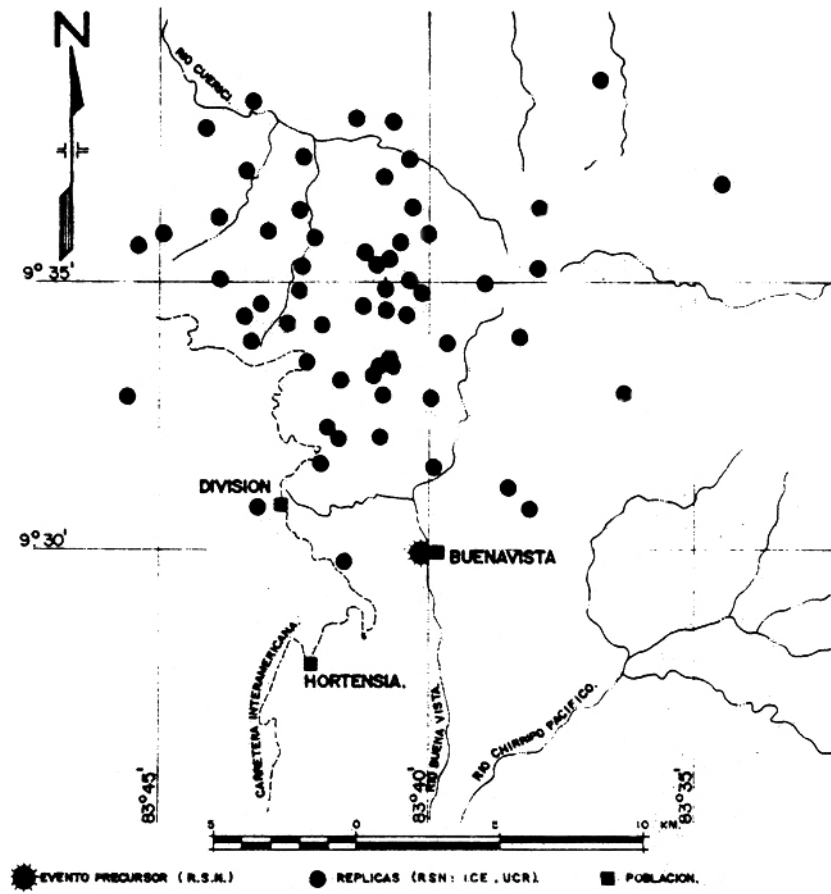 N
RIO CUERICI.
9° 35'
DIVISION
9° 30'
BUENAVISTA
HORTENSIA.
CARRETERA INTERAMERICANA.
RIO BUENA VISTA.
RIO CHIRRIPO PACIFICO.
83° 45'
83° 40'
83° 35'
5 0 5 10 KM.
EVENTO PRECURSOR (R.S.N.)
REPLICAS (RSN: ICE, UCR).
POBLACION.